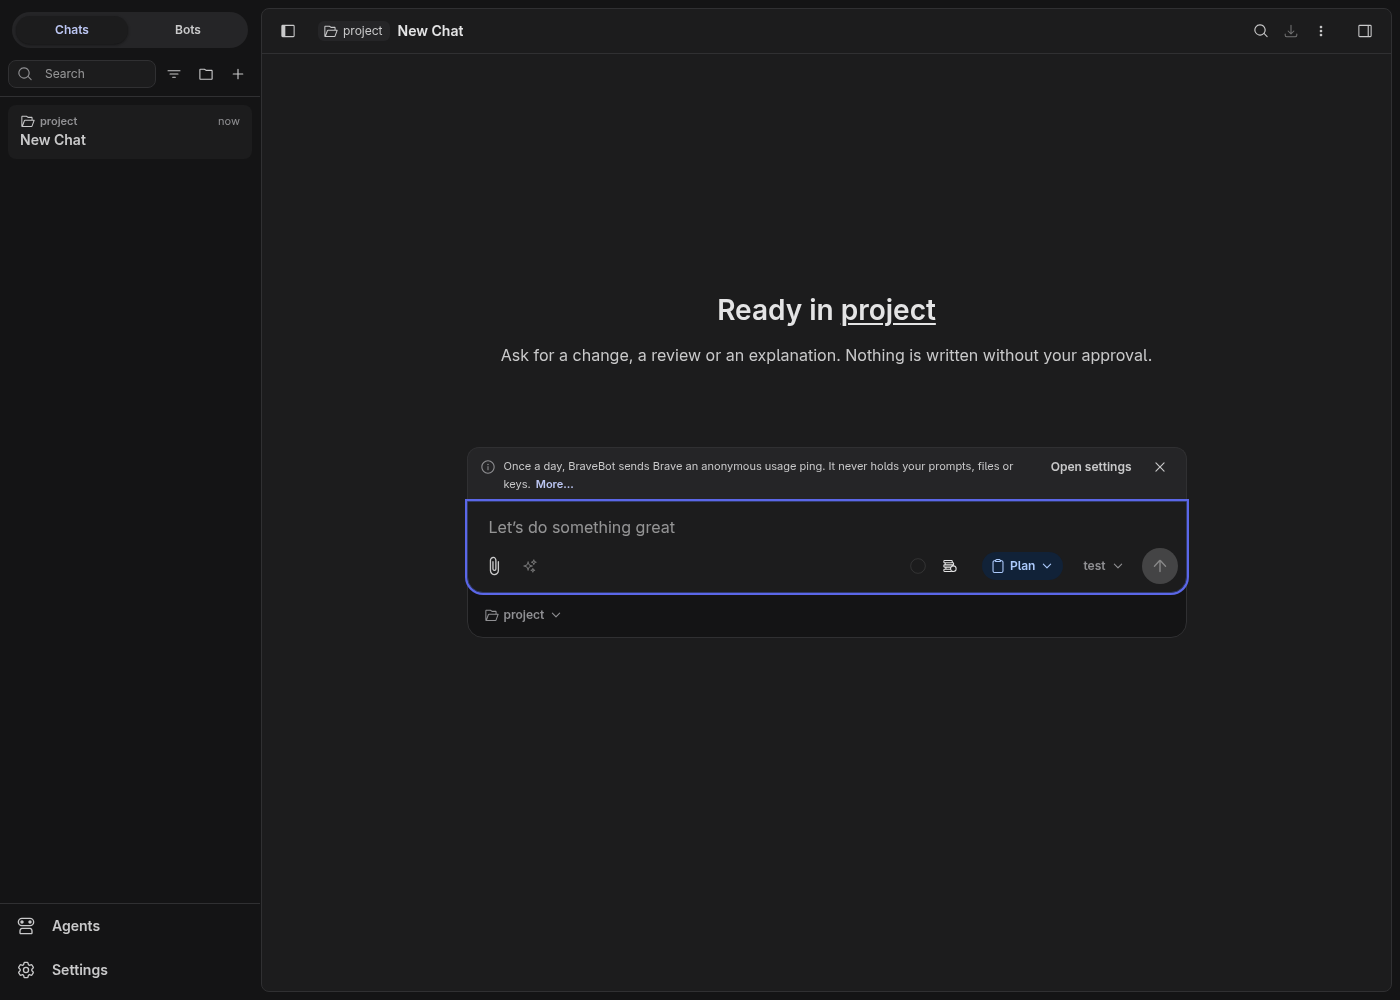 Chats
Bots
Search
project
now
New Chat
Agents
Settings
project
New Chat
Ready in project
Ask for a change, a review or an explanation. Nothing is written without your approval.
Once a day, BraveBot sends Brave an anonymous usage ping. It never holds your prompts, files or
keys. More...
Open settings
Let's do something great
Plan
test
project